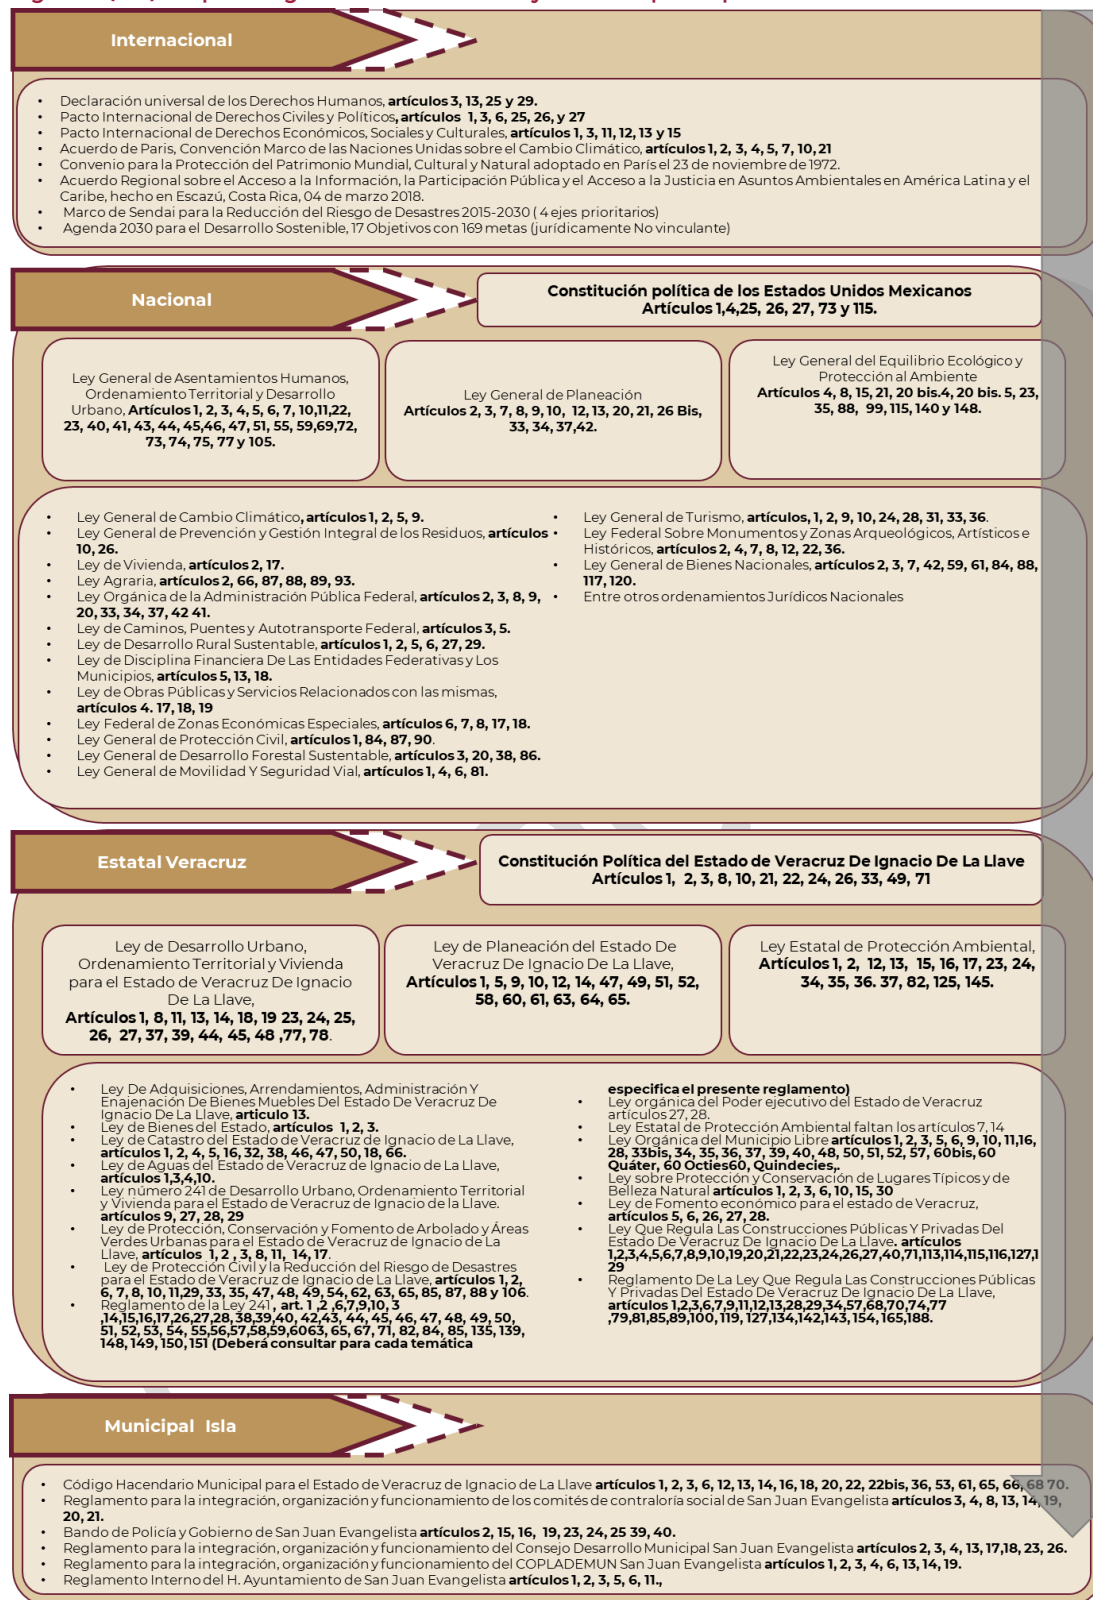 Internacional
• Declaración universal de los Derechos Humanos, artículos 3, 13, 25 y 29.
• Pacto Internacional de Derechos Civiles y Políticos, artículos 1, 3, 6, 25, 26, y 27
• Pacto Internacional de Derechos Económicos, Sociales y Culturales, artículos 1, 3, 11, 12, 13 y 15
• Acuerdo de Paris, Convención Marco de las Naciones Unidas sobre el Cambio Climático, artículos 1, 2, 3, 4, 5, 7, 10, 21
• Convenio para la Protección del Patrimonio Mundial, Cultural y Natural adoptado en París el 23 de noviembre de 1972.
• Acuerdo Regional sobre el Acceso a la Información, la Participación Pública y el Acceso a la Justicia en Asuntos Ambientales en América Latina y el
Caribe, hecho en Escazú, Costa Rica, 04 de marzo 2018.
• Marco de Sendai para la Reducción del Riesgo de Desastres 2015-2030 ( 4 ejes prioritarios)
• Agenda 2030 para el Desarrollo Sostenible, 17 Objetivos con 169 metas (jurídicamente No vinculante)
Nacional
Constitución política de los Estados Unidos Mexicanos
Artículos 1,4,25, 26, 27, 73 y 115.
Ley General de Asentamientos Humanos,
Ordenamiento Territorial y Desarrollo
Urbano, Artículos 1, 2, 3, 4, 5, 6, 7, 10,11,22,
23, 40, 41, 43, 44, 45,46, 47, 51, 55, 59,69,72,
73, 74, 75, 77 y 105.
Ley General de Planeación
Artículos 2, 3, 7, 8, 9, 10, 12, 13, 20, 21, 26 Bis,
33, 34, 37,42.
Ley General del Equilibrio Ecológico y
Protección al Ambiente
Artículos 4, 8, 15, 21, 20 bis.4, 20 bis. 5, 23,
35, 88, 99, 115, 140 y 148.
• Ley General de Cambio Climático, artículos 1, 2, 5, 9.
• Ley General de Prevención y Gestión Integral de los Residuos, artículos
10, 26.
• Ley de Vivienda, artículos 2, 17.
• Ley Agraria, artículos 2, 66, 87, 88, 89, 93.
• Ley Orgánica de la Administración Pública Federal, artículos 2, 3, 8, 9,
20, 33, 34, 37, 42 41.
• Ley de Caminos, Puentes y Autotransporte Federal, artículos 3, 5.
• Ley de Desarrollo Rural Sustentable, artículos 1, 2, 5, 6, 27, 29.
• Ley de Disciplina Financiera De Las Entidades Federativas y Los
Municipios, artículos 5, 13, 18.
• Ley de Obras Públicas y Servicios Relacionados con las mismas,
artículos 4. 17, 18, 19
• Ley Federal de Zonas Económicas Especiales, artículos 6, 7, 8, 17, 18.
• Ley General de Protección Civil, artículos 1, 84, 87, 90.
• Ley General de Desarrollo Forestal Sustentable, artículos 3, 20, 38, 86.
• Ley General de Movilidad Y Seguridad Vial, artículos 1, 4, 6, 81.
• Ley General de Turismo, artículos, 1, 2, 9, 10, 24, 28, 31, 33, 36.
• Ley Federal Sobre Monumentos y Zonas Arqueológicos, Artísticos e
Históricos, artículos 2, 4, 7, 8, 12, 22, 36.
• Ley General de Bienes Nacionales, artículos 2, 3, 7, 42, 59, 61, 84, 88,
117, 120.
• Entre otros ordenamientos Jurídicos Nacionales
Estatal Veracruz
Constitución Política del Estado de Veracruz De Ignacio De La Llave
Artículos 1, 2, 3, 8, 10, 21, 22, 24, 26, 33, 49, 71
Ley de Desarrollo Urbano,
Ordenamiento Territorial y Vivienda
para el Estado de Veracruz De Ignacio
De La Llave,
Artículos 1, 8, 11, 13, 14, 18, 19 23, 24, 25,
26, 27, 37, 39, 44, 45, 48 ,77, 78.
Ley de Planeación del Estado De
Veracruz De Ignacio De La Llave,
Artículos 1, 5, 9, 10, 12, 14, 47, 49, 51, 52,
58, 60, 61, 63, 64, 65.
Ley Estatal de Protección Ambiental,
Artículos 1, 2, 12, 13, 15, 16, 17, 23, 24,
34, 35, 36. 37, 82, 125, 145.
• Ley De Adquisiciones, Arrendamientos, Administración Y
Enajenación De Bienes Muebles Del Estado De Veracruz De
Ignacio De La Llave, articulo 13.
• Ley de Bienes del Estado, artículos 1, 2, 3.
• Ley de Catastro del Estado de Veracruz de Ignacio de La Llave,
artículos 1, 2, 4, 5, 16, 32, 38, 46, 47, 50, 18, 66.
• Ley de Aguas del Estado de Veracruz de Ignacio de La Llave,
artículos 1,3,4,10.
• Ley número 241 de Desarrollo Urbano, Ordenamiento Territorial
y Vivienda para el Estado de Veracruz de Ignacio de la Llave.
artículos 9, 27, 28, 29
• Ley de Protección, Conservación y Fomento de Arbolado y Áreas
Verdes Urbanas para el Estado de Veracruz de Ignacio de La
Llave, artículos 1, 2 , 3, 8, 11, 14, 17.
• Ley de Protección Civil y la Reducción del Riesgo de Desastres
para el Estado de Veracruz de Ignacio de La Llave, artículos 1, 2,
6, 7, 8, 10, 11,29, 33, 35, 47, 48, 49, 54, 62, 63, 65, 85, 87, 88 y 106.
• Reglamento de la Ley 241 , art. 1 ,2 ,6,7,9,10, 3
,14,15,16,17,26,27,28,38,39,40, 42,43, 44, 45, 46, 47, 48, 49, 50,
51, 52, 53, 54, 55,56,57,58,59,6063, 65, 67, 71, 82, 84, 85, 135, 139,
148, 149, 150, 151 (Deberá consultar para cada temática
especifica el presente reglamento)
• Ley orgánica del Poder ejecutivo del Estado de Veracruz
artículos 27, 28.
• Ley Estatal de Protección Ambiental faltan los artículos 7, 14
• Ley Orgánica del Municipio Libre artículos 1, 2, 3, 5, 6, 9, 10, 11,16,
28, 33bis, 34, 35, 36, 37, 39, 40, 48, 50, 51, 52, 57, 60bis, 60
Quáter, 60 Octies60, Quindecies,.
• Ley sobre Protección y Conservación de Lugares Típicos y de
Belleza Natural artículos 1, 2, 3, 6, 10, 15, 30
• Ley de Fomento económico para el estado de Veracruz,
artículos 5, 6, 26, 27, 28.
• Ley Que Regula Las Construcciones Públicas Y Privadas Del
Estado De Veracruz De Ignacio De La Llave. artículos
1,2,3,4,5,6,7,8,9,10,19,20,21,22,23,24,26,27,40,71,113,114,115,116,127,1
29
• Reglamento De La Ley Que Regula Las Construcciones Públicas
Y Privadas Del Estado De Veracruz De Ignacio De La Llave,
artículos 1,2,3,6,7,9,11,12,13,28,29,34,57,68,70,74,77
,79,81,85,89,100, 119, 127,134,142,143, 154, 165,188.
Municipal Isla
• Código Hacendario Municipal para el Estado de Veracruz de Ignacio de La Llave artículos 1, 2, 3, 6, 12, 13, 14, 16, 18, 20, 22, 22bis, 36, 53, 61, 65, 66, 68 70.
• Reglamento para la integración, organización y funcionamiento de los comités de contraloría social de San Juan Evangelista artículos 3, 4, 8, 13, 14, 19,
20, 21.
• Bando de Policía y Gobierno de San Juan Evangelista artículos 2, 15, 16, 19, 23, 24, 25 39, 40.
• Reglamento para la integración, organización y funcionamiento del Consejo Desarrollo Municipal San Juan Evangelista artículos 2, 3, 4, 13, 17,18, 23, 26.
• Reglamento para la integración, organización y funcionamiento del COPLADEMUN San Juan Evangelista artículos 1, 2, 3, 4, 6, 13, 14, 19.
• Reglamento Interno del H. Ayuntamiento de San Juan Evangelista artículos 1, 2, 3, 5, 6, 11.,